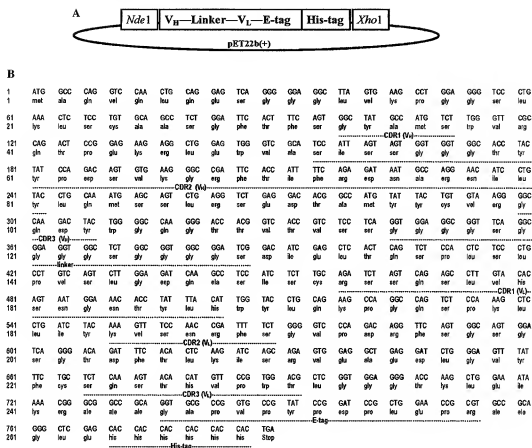 A
Nde1 VH—Linker—VL—E-tag His-tag Xho1
pET22b(+)
B
1 ATG GCC CAG GTC CAA CTG CAG GAG TCA GGG GGA GGC TTA GTG AAG CCT GGA GGG TCC CTG
1 met ala gln val gln leu gln glu ser gly gly gly leu val lys pro gly gly ser leu
61 AAA CTC TCC TGT GCA GCC TCT GGA TTC ACT TTC AGT GGC TAT GCC ATG TCT TGG GTT CGC
21 lys leu ser cys ala ala ser gly phe thr phe ser gly tyr ala met ser trp val arg
CDR1 (VH)
121 CAG ACT CCG GAG AAG AGG CTG GAG TGG GTC GCA TCC ATT AGT AGT GGT GGT GGC ACC TAC
41 gln thr pro glu lys arg leu glu trp val ala ser ile ser ser gly gly gly thr tyr
181 TAT CCA GAC AGT GTG AAG GGC CGA TTC ACC ATT TTC AGA GAT AAT GCC AAG AAC ATC CTG
61 tyr pro asp ser val lys gly arg phe thr ile phe arg asp asn ala arg asn ile leu
CDR2 (VH)
241 TAC CTG CAA ATG AGC AGT CTG AGG TCT GAG GAC ACG GCC ATG TAT TAC TGT GTA AGG GGC
81 tyr leu gln met ser ser leu arg ser glu asp thr ala met tyr tyr cys val arg gly
301 CAA GAC TAC TGG GGC CAA GGG ACC ACG GTC ACC GTC TCC TCA GGT GGA GGC GGT TCA GGC
101 gln asp tyr trp gly gln gly thr thr val thr val ser ser gly gly gly gly ser gly
CDR3 (VH)
361 GGA GGT GGC TCT GGC GGT GGC GGA TCG GAC ATC GAG CTC ACT CAG TCT CCA CTC TCC CTG
121 gly gly gly ser gly gly gly gly ser asp ile glu leu thr gln ser pro leu ser leu
linker
421 CCT GTC AGT CTT GGA GAT CAA GCC TCC ATC TCT TGC AGA TCT AGT CAG AGC CTT GTA CAC
141 pro val ser leu gly asp gln ala ser ile ser cys arg ser ser gln ser leu val his
CDR1 (VL)
481 AGT AAT GGA AAC ACC TAT TTA CAT TGG TAC CTG CAG AAG CCA GGC CAG TCT CCA AAG CTC
161 ser asn gly asn thr tyr leu his trp tyr leu gln lys pro gly gln ser pro lys leu
541 CTG ATC TAC AAA GTT TCC AAC CGA TTT TCT GGG GTC CCA GAC AGG TTC AGT GGC AGT GGA
181 leu ile tyr lys val ser asn arg phe ser gly val pro asp arg phe ser gly ser gly
CDR2 (VL)
601 TCA GGG ACA GAT TTC ACA CTC AAG ATC AGC AGA GTG GAG GCT GAG GAT CTG GGA GTT TAT
201 ser gly thr asp phe thr leu lys ile ser arg val glu ala glu asp leu gly val tyr
661 TTC TGC TCT CAA AGT ACA CAT GTT CCG TGG ACG TTC GGT GGA GGG ACC AAG CTG GAA ATA
221 phe cys ser gln ser thr his val pro trp thr phe gly gly gly thr lys leu glu ile
CDR3 (VL)
721 AAA CGG GCG GCC GCA GGT GCG CCG GTG CCG TAT CCG GAT CCG CTG GAA CCG CGT GCC GCA
241 lys arg ala ala ala gly ala pro val pro tyr pro asp pro leu glu pro arg ala ala
E-tag
781 GGG CTC GAG CAC CAC CAC CAC CAC CAC TGA
261 gly leu glu his his his his his his Stop
His-tag